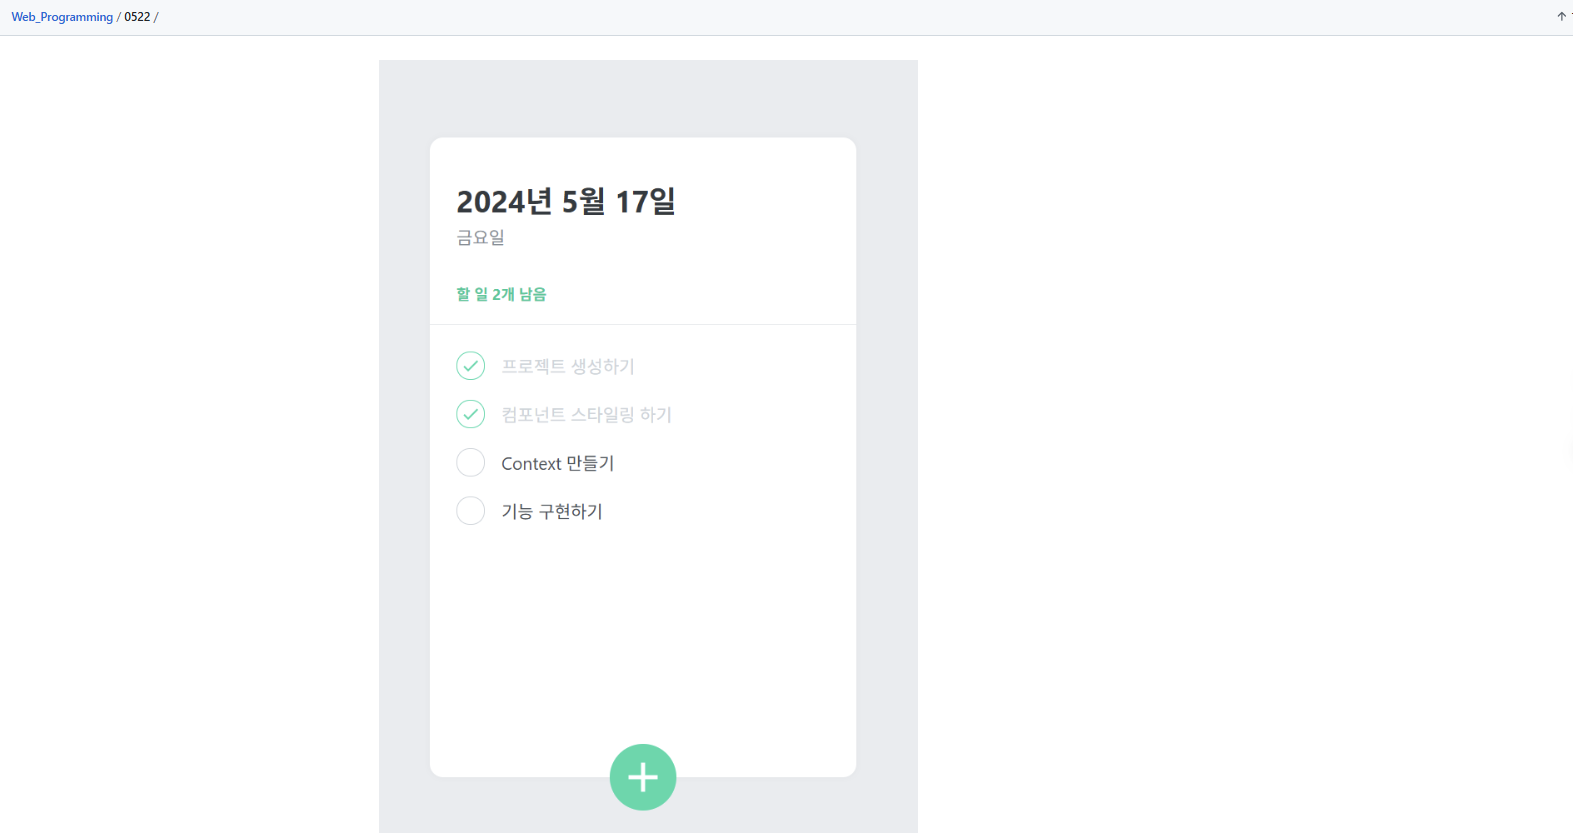 Web_Programming / 0522 /
2024년 5월 17일
금요일
할 일 2개 남음
프로젝트 생성하기
컴포넌트 스타일링 하기
Context 만들기
기능 구현하기